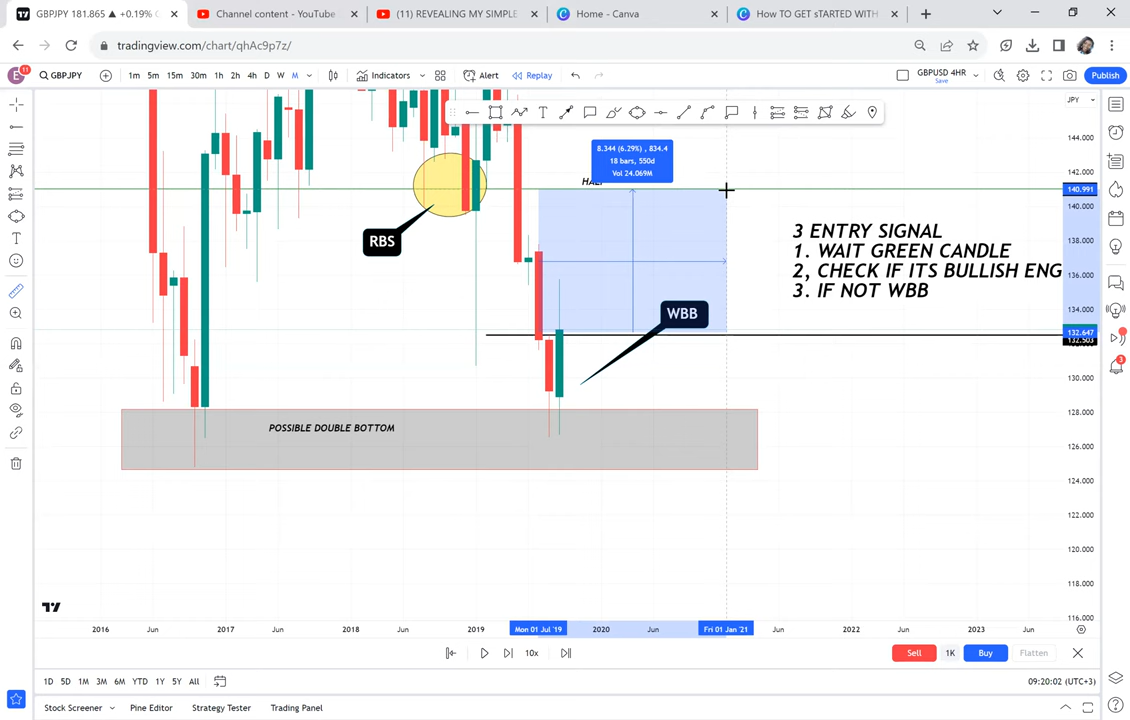 GBPJPY 181.865 ▲ +0.19%
Channel content - YouTube
(11) REVEALING MY SIMPLE
Home - Canva
How TO GET sTARTED WITH
tradingview.com/chart/qhAc9p7z/
E 11 GBPJPY 1m 5m 15m 30m 1h 2h 4h D W M Indicators Alert Replay GBPUSD 4HR Save Publish
JPY
144.000
142.000
140.991
140.000
138.000
136.000
134.000
132.647
132.503
130.000
128.000
126.000
124.000
122.000
120.000
118.000
116.000
8.344 (6.29%) , 834.4
18 bars, 550d
Vol 24.069M
HALF
RBS
WBB
3 ENTRY SIGNAL
1. WAIT GREEN CANDLE
2, CHECK IF ITS BULLISH ENG
3. IF NOT WBB
POSSIBLE DOUBLE BOTTOM
2016 Jun 2017 Jun 2018 Jun 2019 Mon 01 Jul '19 2020 Jun Fri 01 Jan '21 Jun 2022 Jun 2023 Jun
10x Sell 1K Buy Flatten
1D 5D 1M 3M 6M YTD 1Y 5Y All 09:20:02 (UTC+3)
Stock Screener Pine Editor Strategy Tester Trading Panel
3